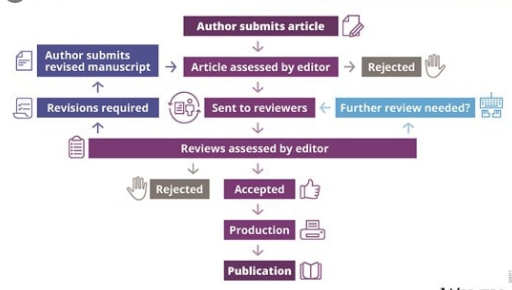 Author submits article
Author submits
revised manuscript
Article assessed by editor
Rejected
Revisions required
Sent to reviewers
Further review needed?
Reviews assessed by editor
Rejected
Accepted
Production
Publication